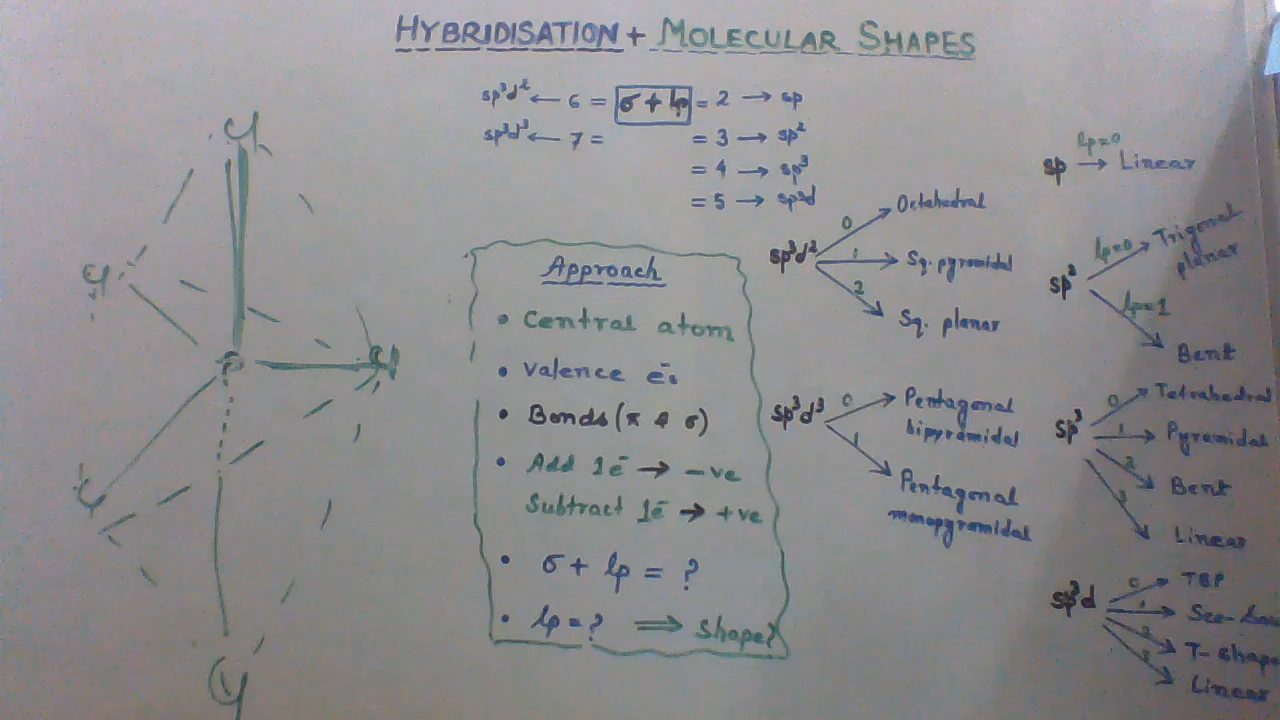 HYBRIDISATION + MOLECULAR SHAPES
sp³d² ← 6 = σ + lp = 2 → sp
sp³d³ ← 7 = = 3 → sp²
= 4 → sp³
= 5 → sp³d
Approach
• Central atom
• Valence e⁻s
• Bonds (π & σ)
• Add 1e⁻ → -ve
Subtract 1e⁻ → +ve
• σ + lp = ?
• lp = ? ⟹ Shape?
sp³d²
0 Octahedral
1 Sq. pyramidal
2 Sq. planar
sp³d³
0 Pentagonal
bipyramidal
1 Pentagonal
monopyramidal
sp lp=0 → Linear
sp²
lp=0 Trigonal
planar
lp=1 Bent
sp³
0 Tetrahedral
1 Pyramidal
2 Bent
3 Linear
sp³d
0 TBP
1 See-
2 T-shape
3 Linear
Cl
Cl
P
Cl
Cl
Cl